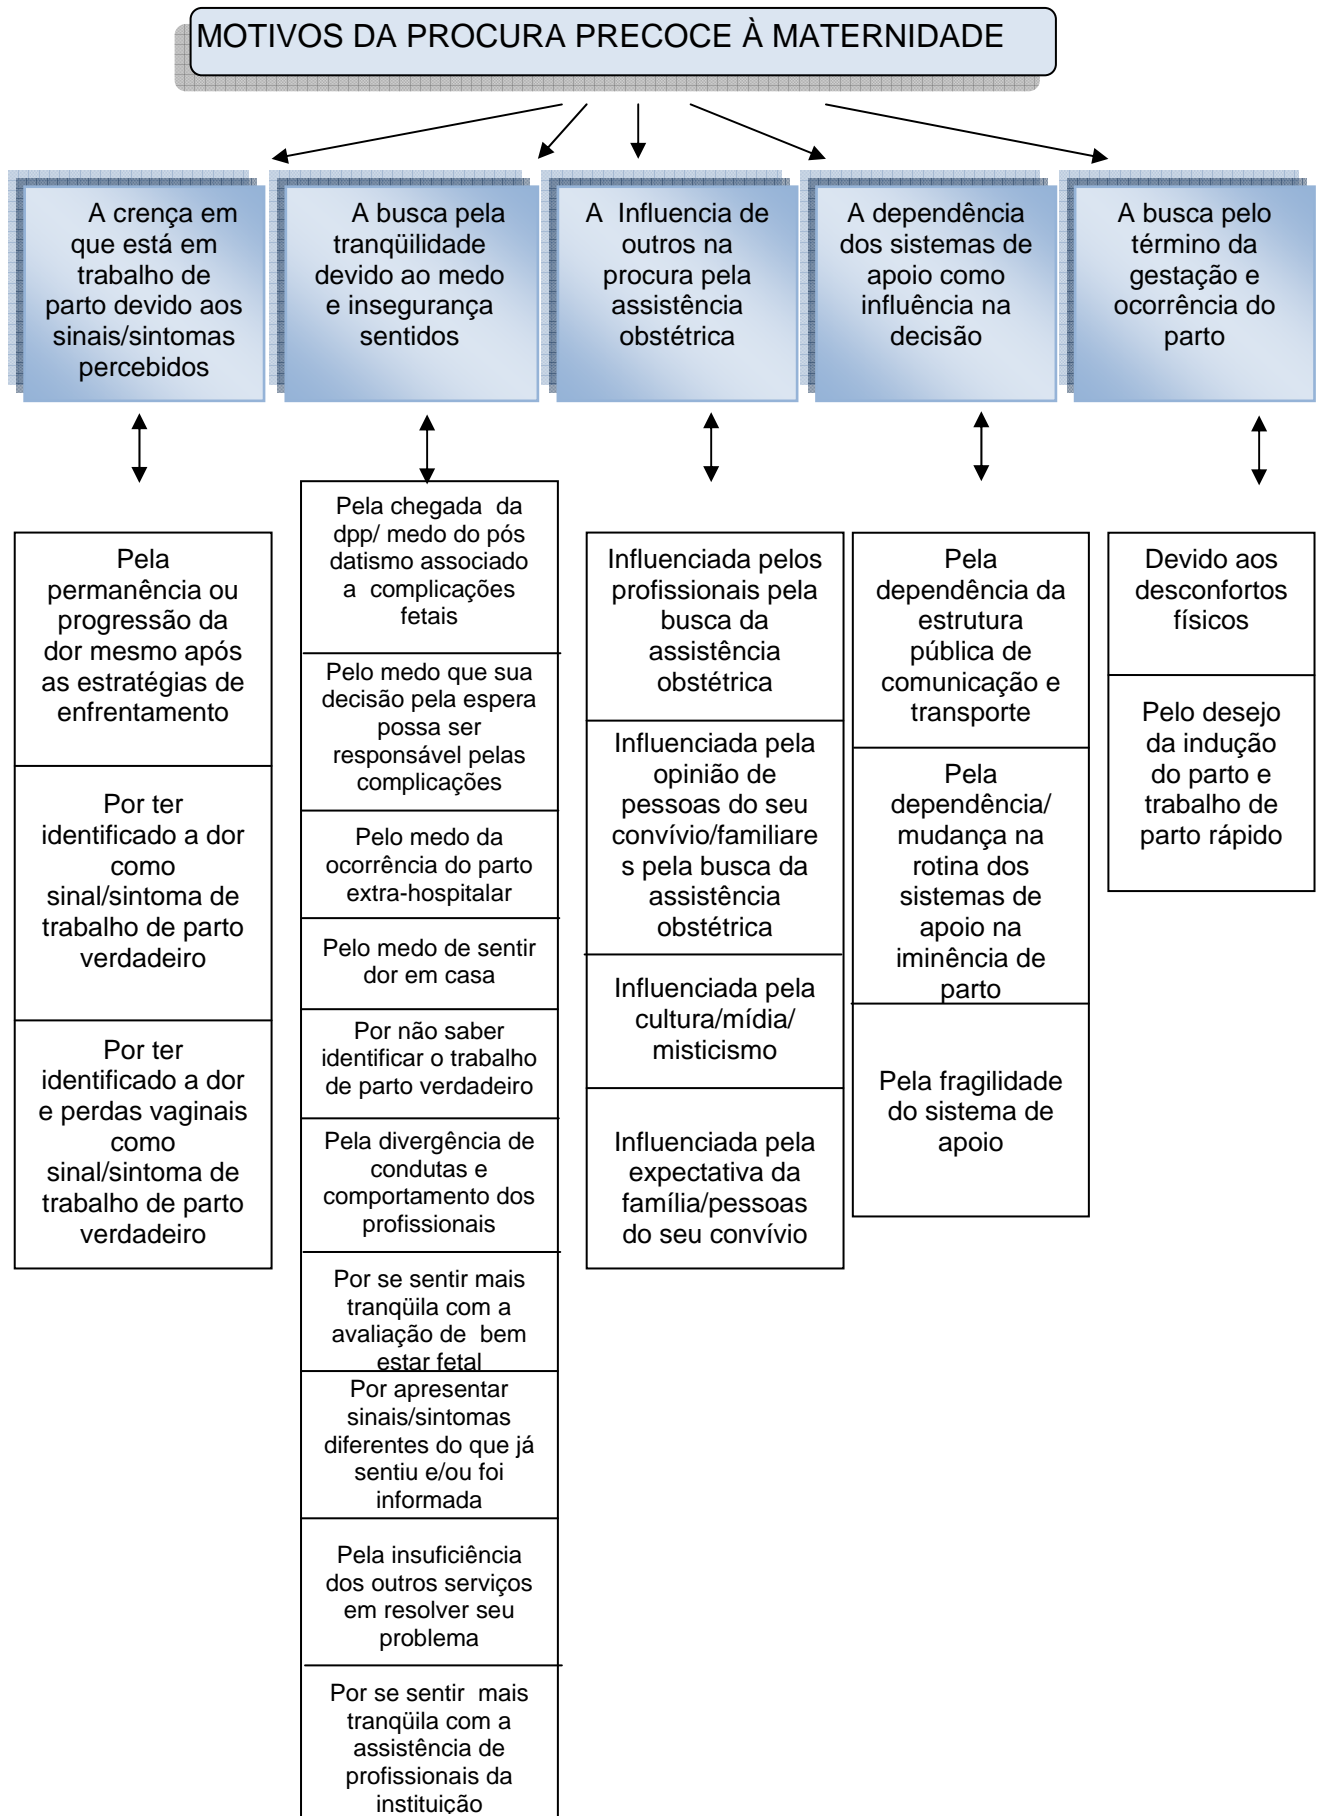 MOTIVOS DA PROCURA PRECOCE À MATERNIDADE
A crença em
que está em
trabalho de
parto devido aos
sinais/sintomas
percebidos
A busca pela
tranqüilidade
devido ao medo
e insegurança
sentidos
A Influencia de
outros na
procura pela
assistência
obstétrica
A dependência
dos sistemas de
apoio como
influência na
decisão
A busca pelo
término da
gestação e
ocorrência do
parto
Pela
permanência ou
progressão da
dor mesmo após
as estratégias de
enfrentamento
Por ter
identificado a dor
como
sinal/sintoma de
trabalho de parto
verdadeiro
Por ter
identificado a dor
e perdas vaginais
como
sinal/sintoma de
trabalho de parto
verdadeiro
Pela chegada da
dpp/ medo do pós
datismo associado
a complicações
fetais
Pelo medo que sua
decisão pela espera
possa ser
responsável pelas
complicações
Pelo medo da
ocorrência do parto
extra-hospitalar
Pelo medo de sentir
dor em casa
Por não saber
identificar o trabalho
de parto verdadeiro
Pela divergência de
condutas e
comportamento dos
profissionais
Por se sentir mais
tranqüila com a
avaliação de bem
estar fetal
Por apresentar
sinais/sintomas
diferentes do que já
sentiu e/ou foi
informada
Pela insuficiência
dos outros serviços
em resolver seu
problema
Por se sentir mais
tranqüila com a
assistência de
profissionais da
instituição
Influenciada pelos
profissionais pela
busca da
assistência
obstétrica
Influenciada pela
opinião de
pessoas do seu
convívio/familiare
s pela busca da
assistência
obstétrica
Influenciada pela
cultura/mídia/
misticismo
Influenciada pela
expectativa da
família/pessoas
do seu convívio
Pela
dependência da
estrutura
pública de
comunicação e
transporte
Pela
dependência/
mudança na
rotina dos
sistemas de
apoio na
iminência de
parto
Pela fragilidade
do sistema de
apoio
Devido aos
desconfortos
físicos
Pelo desejo
da indução
do parto e
trabalho de
parto rápido